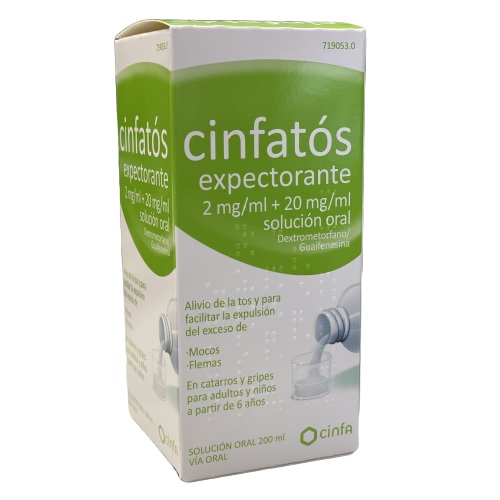 719053.0
cinfatós
expectorante
2 mg/ml + 20 mg/ml
solución oral
Dextrometorfano/
Guaifenesina
Alivio de la tos y para
facilitar la expulsión
del exceso de
·Mocos
·Flemas
En catarros y gripes
para adultos y niños
a partir de 6 años
SOLUCIÓN ORAL 200 ml
VÍA ORAL
cinfa
cinfatós
expectorante
2 mg/ml + 20 mg/ml
solución oral
Dextrometorfano/
Guaifenesina